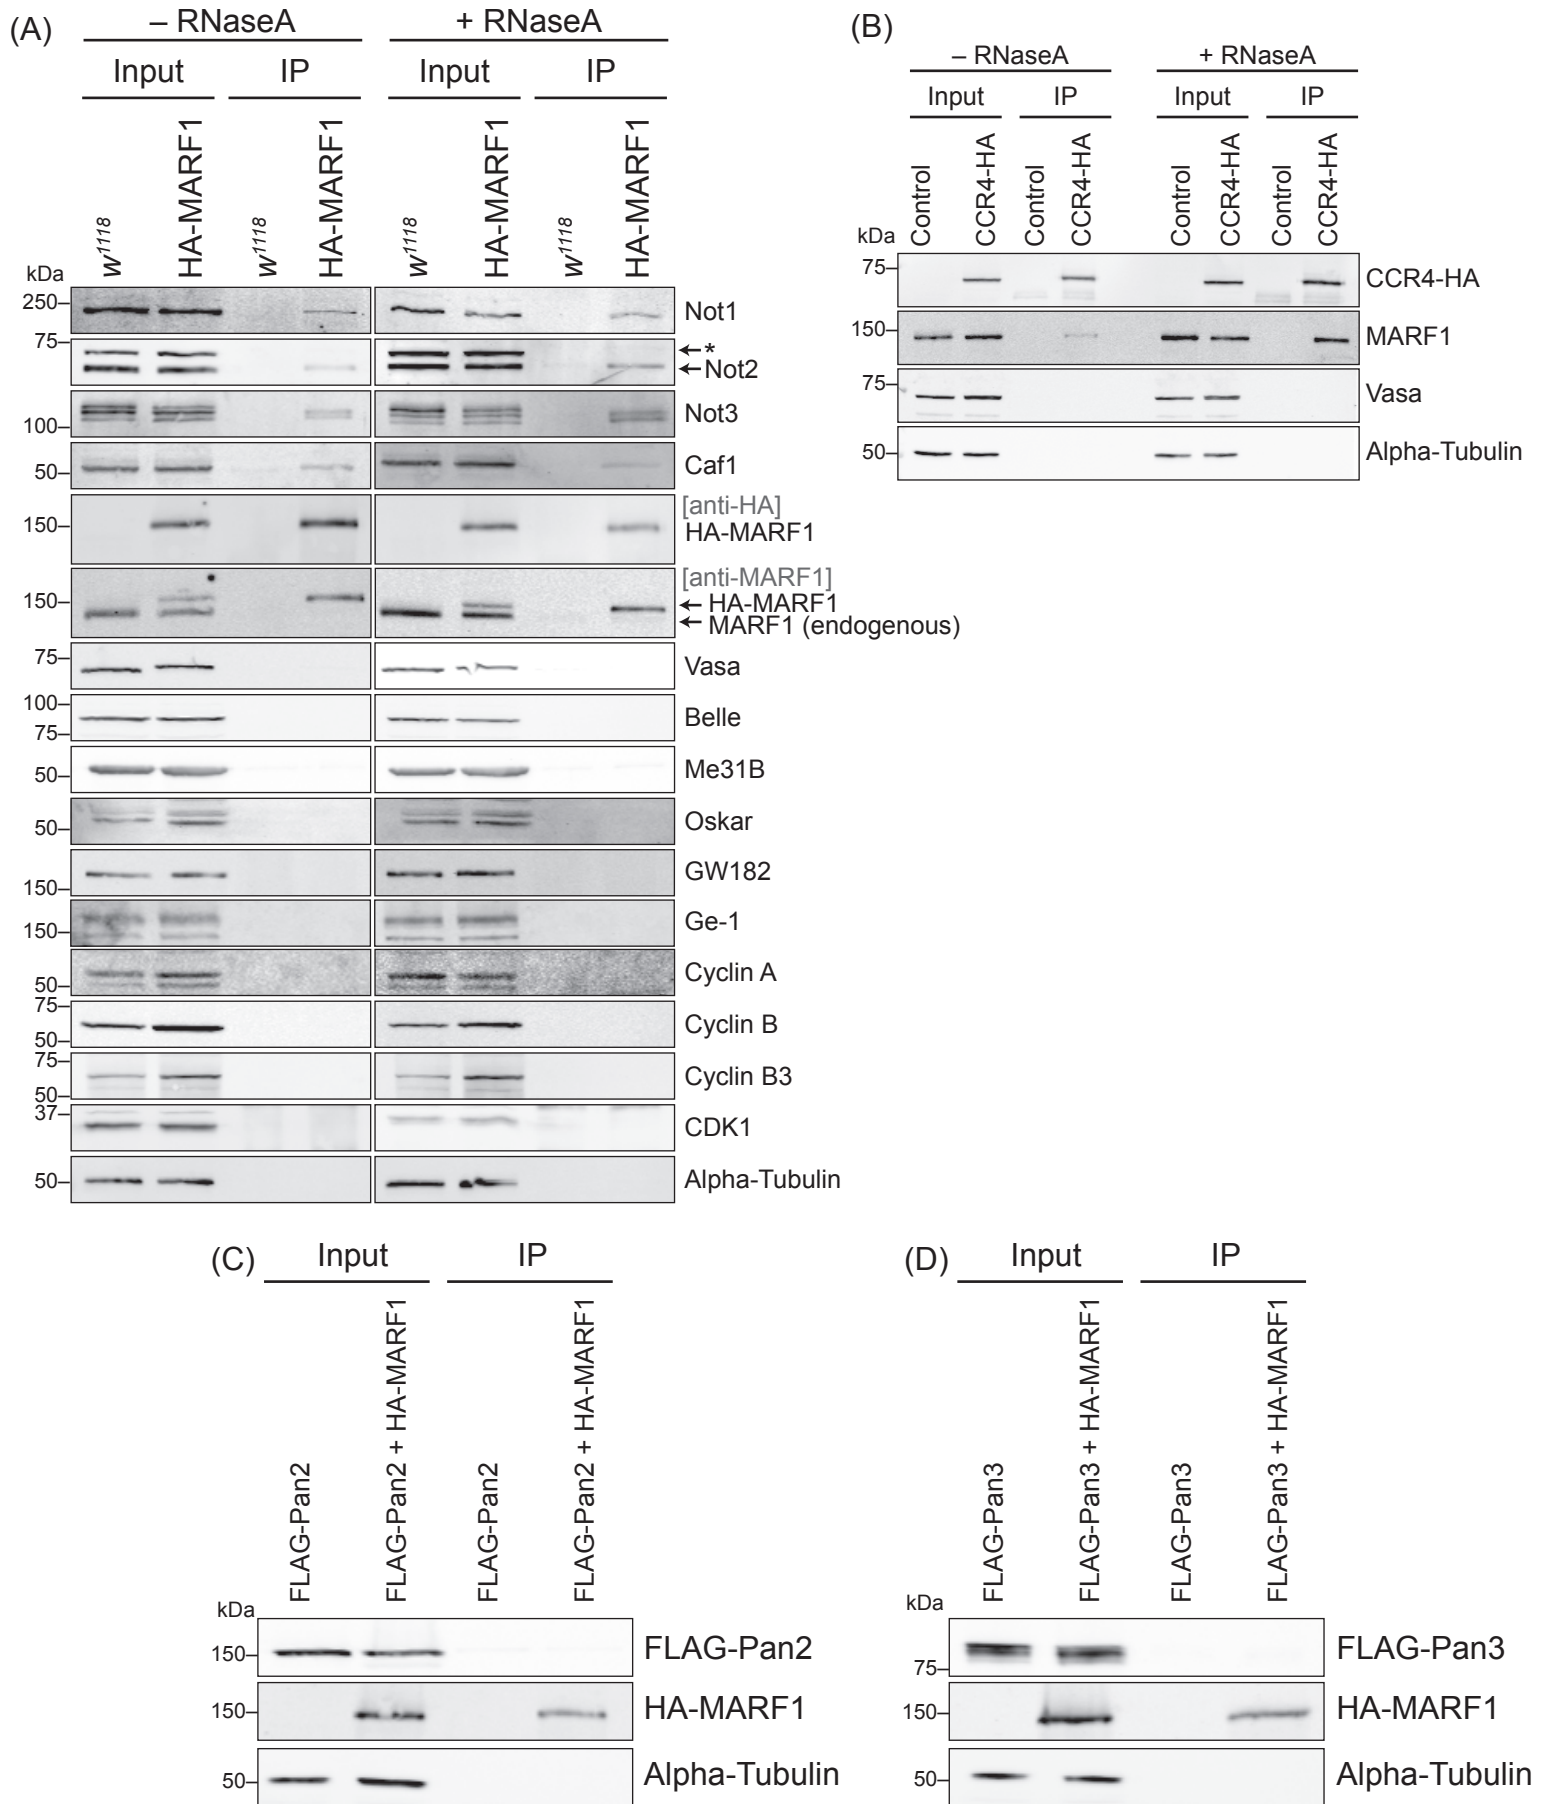 (A)
– RNaseA
+ RNaseA
Input
IP
Input
IP
w1118
HA-MARF1
w1118
HA-MARF1
w1118
HA-MARF1
w1118
HA-MARF1
kDa
250
Not1
75
*
Not2
100
Not3
50
Caf1
150
[anti-HA]
HA-MARF1
150
[anti-MARF1]
HA-MARF1
MARF1 (endogenous)
75
Vasa
100
75
Belle
50
Me31B
50
Oskar
150
GW182
150
Ge-1
50
Cyclin A
75
50
Cyclin B
75
50
Cyclin B3
37
CDK1
50
Alpha-Tubulin
(B)
– RNaseA
+ RNaseA
Input
IP
Input
IP
Control
CCR4-HA
Control
CCR4-HA
Control
CCR4-HA
Control
CCR4-HA
kDa
75
CCR4-HA
150
MARF1
75
Vasa
50
Alpha-Tubulin
(C)
Input
IP
FLAG-Pan2
FLAG-Pan2 + HA-MARF1
FLAG-Pan2
FLAG-Pan2 + HA-MARF1
kDa
150
FLAG-Pan2
150
HA-MARF1
50
Alpha-Tubulin
(D)
Input
IP
FLAG-Pan3
FLAG-Pan3 + HA-MARF1
FLAG-Pan3
FLAG-Pan3 + HA-MARF1
kDa
75
FLAG-Pan3
150
HA-MARF1
50
Alpha-Tubulin